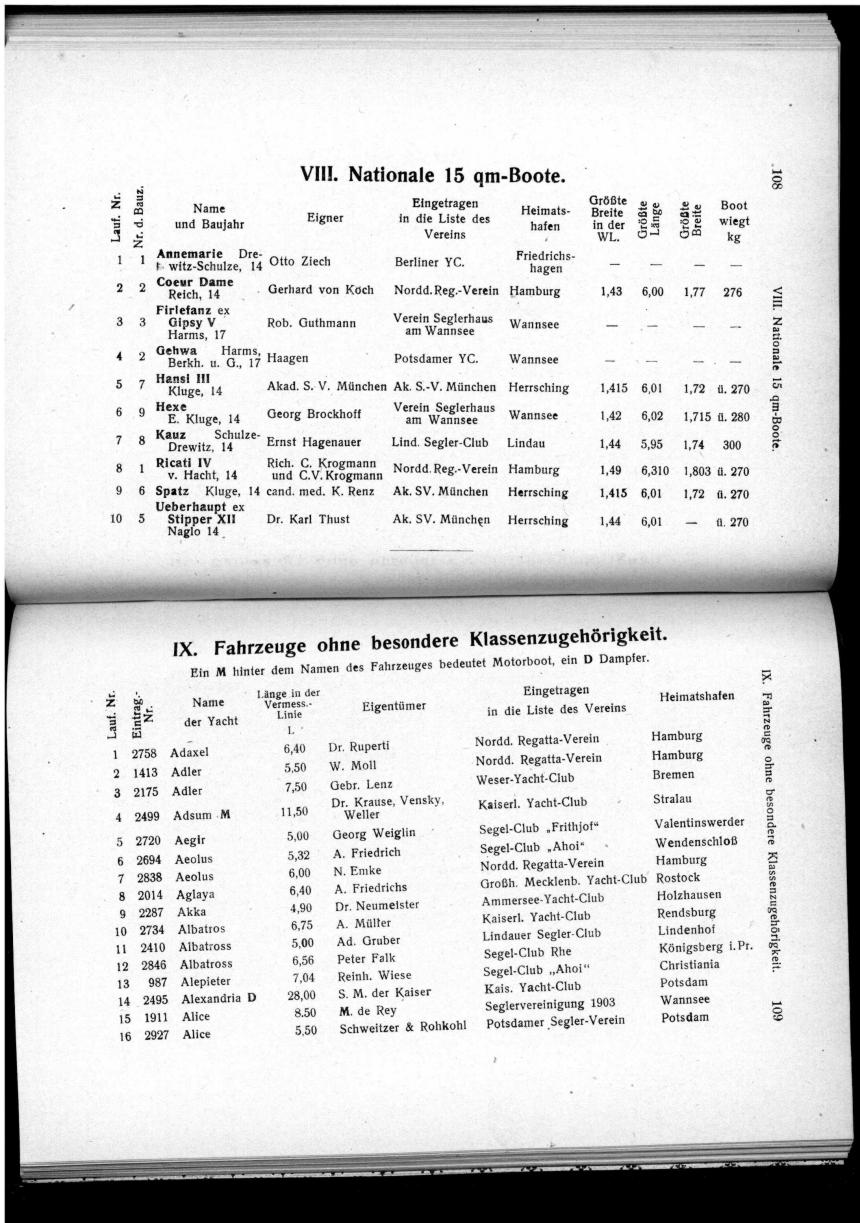 108
VIII. Nationale 15 qm-Boote.
VIII. Nationale 15 qm-Boote.
Lauf. Nr. Nr. d. Bauz. Name und Baujahr Eigner Eingetragen in die Liste des Vereins Heimats-hafen Größte Breite in der WL. Größte Länge Größte Breite Boot wiegt kg
1 1 Annemarie Dre-
witz-Schulze, 14 Otto Ziech Berliner YC. Friedrichs-
hagen — — — —
2 2 Coeur Dame
Reich, 14 Gerhard von Koch Nordd. Reg.-Verein Hamburg 1,43 6,00 1,77 276
Firlefanz ex
3 3 Gipsy V Rob. Guthmann Verein Seglerhaus
am Wannsee Wannsee — — — —
Harms, 17
4 2 Gehwa Harms,
Berkh. u. G., 17 Haagen Potsdamer YC. Wannsee — — — —
5 7 Hansi III
Kluge, 14 Akad. S. V. München Ak. S.-V. München Herrsching 1,415 6,01 1,72 ü. 270
6 9 Hexe
E. Kluge, 14 Georg Brockhoff Verein Seglerhaus
am Wannsee Wannsee 1,42 6,02 1,715 ü. 280
7 8 Kauz Schulze-
Drewitz, 14 Ernst Hagenauer Lind. Segler-Club Lindau 1,44 5,95 1,74 300
8 1 Ricati IV
v. Hacht, 14 Rich. C. Krogmann
und C.V. Krogmann Nordd. Reg.-Verein Hamburg 1,49 6,310 1,803 ü. 270
9 6 Spatz Kluge, 14 cand. med. K. Renz Ak. SV. München Herrsching 1,415 6,01 1,72 ü. 270
Ueberhaupt ex
10 5 Stipper XII Dr. Karl Thust Ak. SV. München Herrsching 1,44 6,01 — ü. 270
Naglo 14
IX. Fahrzeuge ohne besondere Klassenzugehörigkeit.
Ein M hinter dem Namen des Fahrzeuges bedeutet Motorboot, ein D Dampfer.
Lauf. Nr. Eintrag.-Nr. Name der Yacht Länge in der Vermess.-Linie L Eigentümer Eingetragen in die Liste des Vereins Heimatshafen
1 2758 Adaxel 6,40 Dr. Ruperti Nordd. Regatta-Verein Hamburg
2 1413 Adler 5,50 W. Moll Nordd. Regatta-Verein Hamburg
3 2175 Adler 7,50 Gebr. Lenz Weser-Yacht-Club Bremen
4 2499 Adsum M 11,50 Dr. Krause, Vensky,
Weller Kaiserl. Yacht-Club Stralau
5 2720 Aegir 5,00 Georg Weiglin Segel-Club „Frithjof“ Valentinswerder
6 2694 Aeolus 5,32 A. Friedrich Segel-Club „Ahoi“ Wendenschloß
7 2838 Aeolus 6,00 N. Emke Nordd. Regatta-Verein Hamburg
8 2014 Aglaya 6,40 A. Friedrichs Großh. Mecklenb. Yacht-Club Rostock
9 2287 Akka 4,90 Dr. Neumeister Ammersee-Yacht-Club Holzhausen
10 2734 Albatros 6,75 A. Müller Kaiserl. Yacht-Club Rendsburg
11 2410 Albatross 5,00 Ad. Gruber Lindauer Segler-Club Lindenhof
12 2846 Albatross 6,56 Peter Falk Segel-Club Rhe Königsberg i. Pr.
13 987 Alepieter 7,04 Reinh. Wiese Segel-Club „Ahoi“ Christiania
14 2495 Alexandria D 28,00 S. M. der Kaiser Kais. Yacht-Club Potsdam
15 1911 Alice 8.50 M. de Rey Seglervereinigung 1903 Wannsee
16 2927 Alice 5,50 Schweitzer & Rohkohl Potsdamer Segler-Verein Potsdam
IX. Fahrzeuge ohne besondere Klassenzugehörigkeit.
109